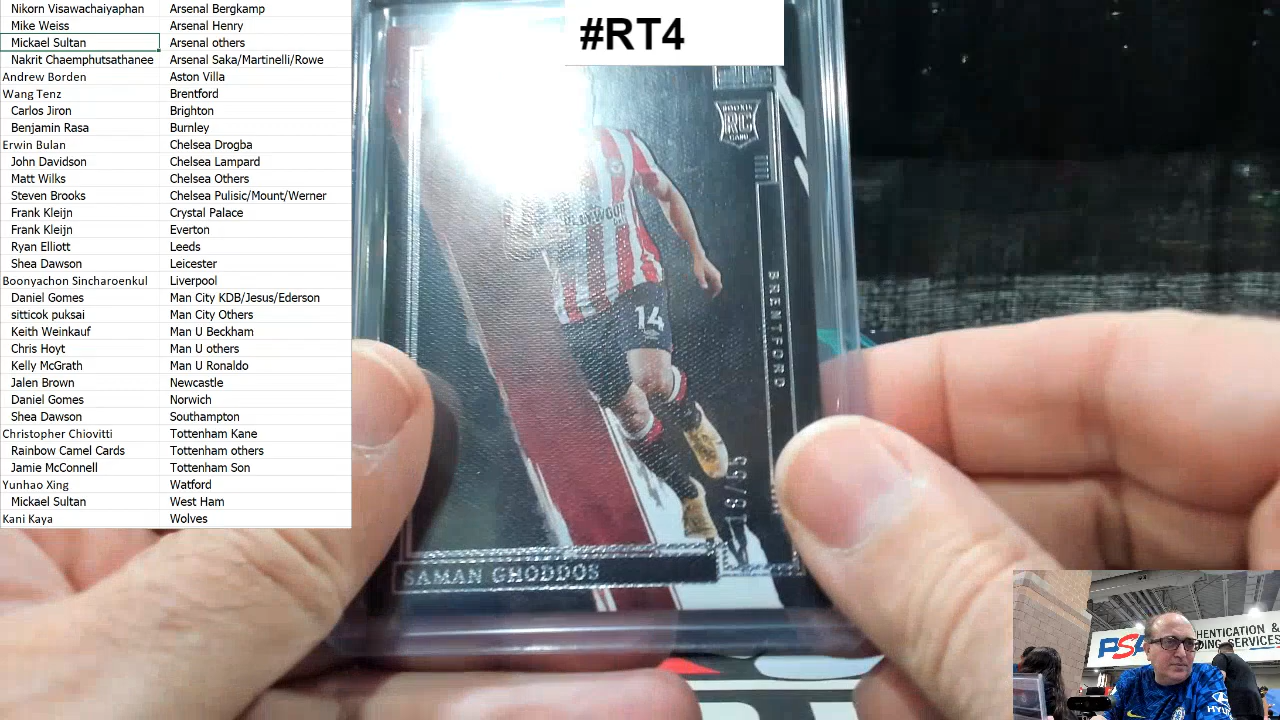 Nikorn Visawachaiyaphan Arsenal Bergkamp
Mike Weiss Arsenal Henry
Mickael Sultan Arsenal others
Nakrit Chaemphutsathanee Arsenal Saka/Martinelli/Rowe
Andrew Borden Aston Villa
Wang Tenz Brentford
Carlos Jiron Brighton
Benjamin Rasa Burnley
Erwin Bulan Chelsea Drogba
John Davidson Chelsea Lampard
Matt Wilks Chelsea Others
Steven Brooks Chelsea Pulisic/Mount/Werner
Frank Kleijn Crystal Palace
Frank Kleijn Everton
Ryan Elliott Leeds
Shea Dawson Leicester
Boonyachon Sincharoenkul Liverpool
Daniel Gomes Man City KDB/Jesus/Ederson
sitticok puksai Man City Others
Keith Weinkauf Man U Beckham
Chris Hoyt Man U others
Kelly McGrath Man U Ronaldo
Jalen Brown Newcastle
Daniel Gomes Norwich
Shea Dawson Southampton
Christopher Chiovitti Tottenham Kane
Rainbow Camel Cards Tottenham others
Jamie McConnell Tottenham Son
Yunhao Xing Watford
Mickael Sultan West Ham
Kani Kaya Wolves
#RT4
ROOKIE
RC
CARD
BRENTFORD
14
SAMAN GHODDOS
PSA